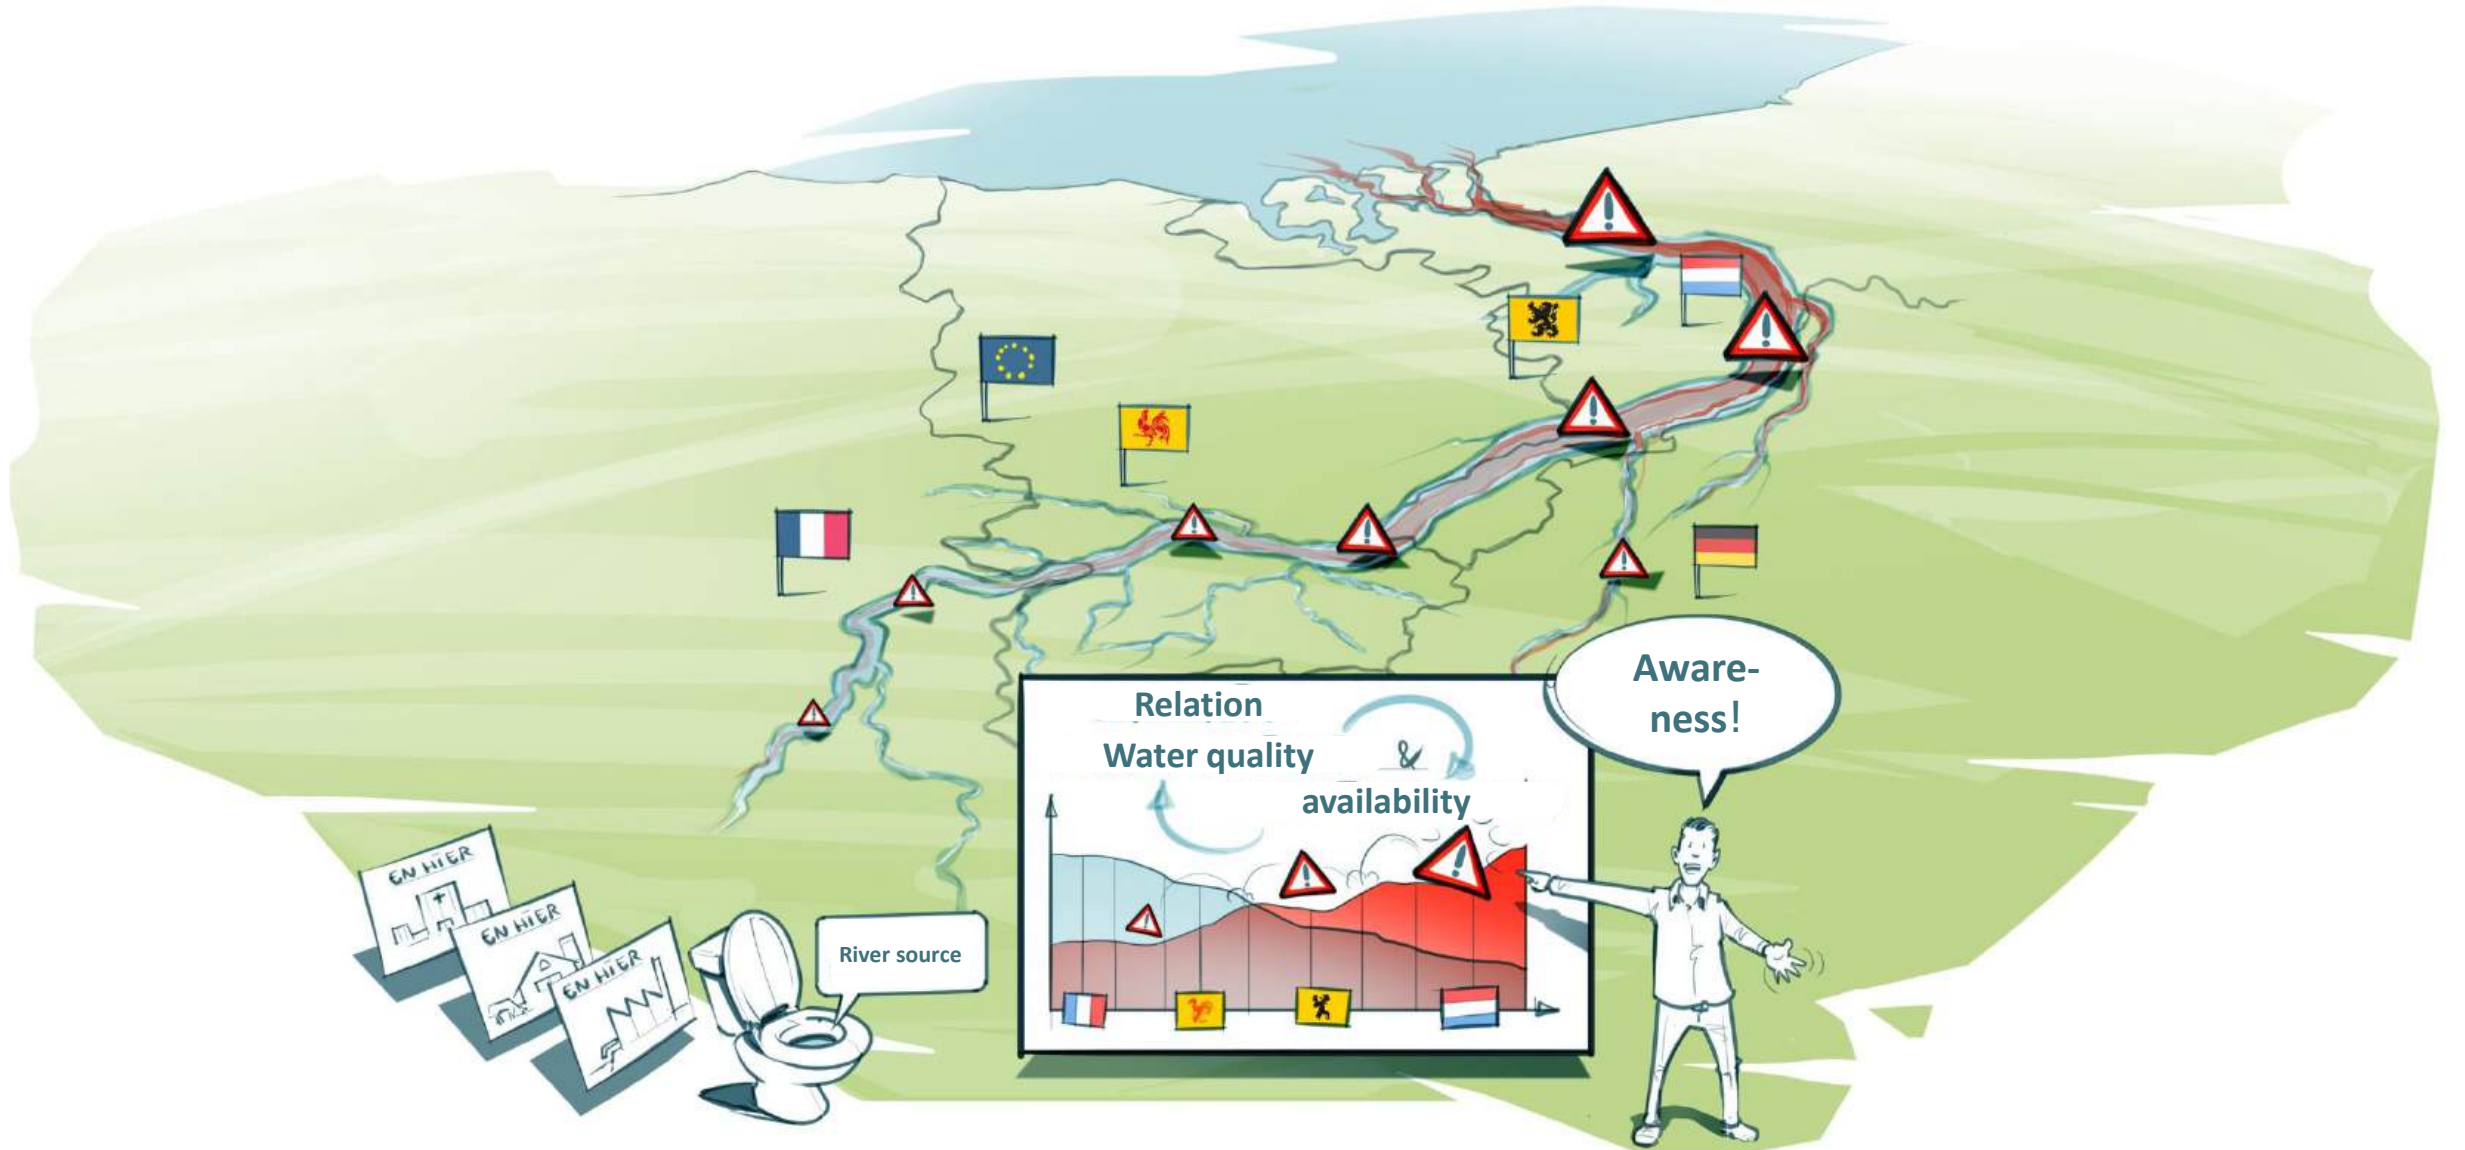 Aware-
ness!
Relation
Water quality
&
availability
EN HIER
EN HIER
EN HIER
River source